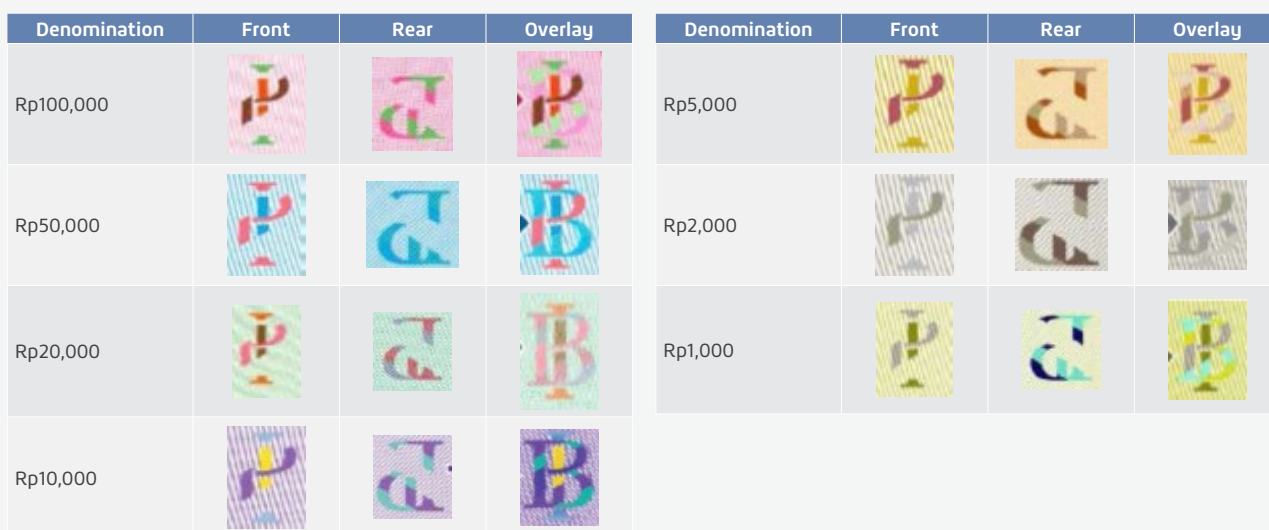 Denomination Front Rear Overlay
Rp100,000
Rp50,000
Rp20,000
Rp10,000
Denomination Front Rear Overlay
Rp5,000
Rp2,000
Rp1,000